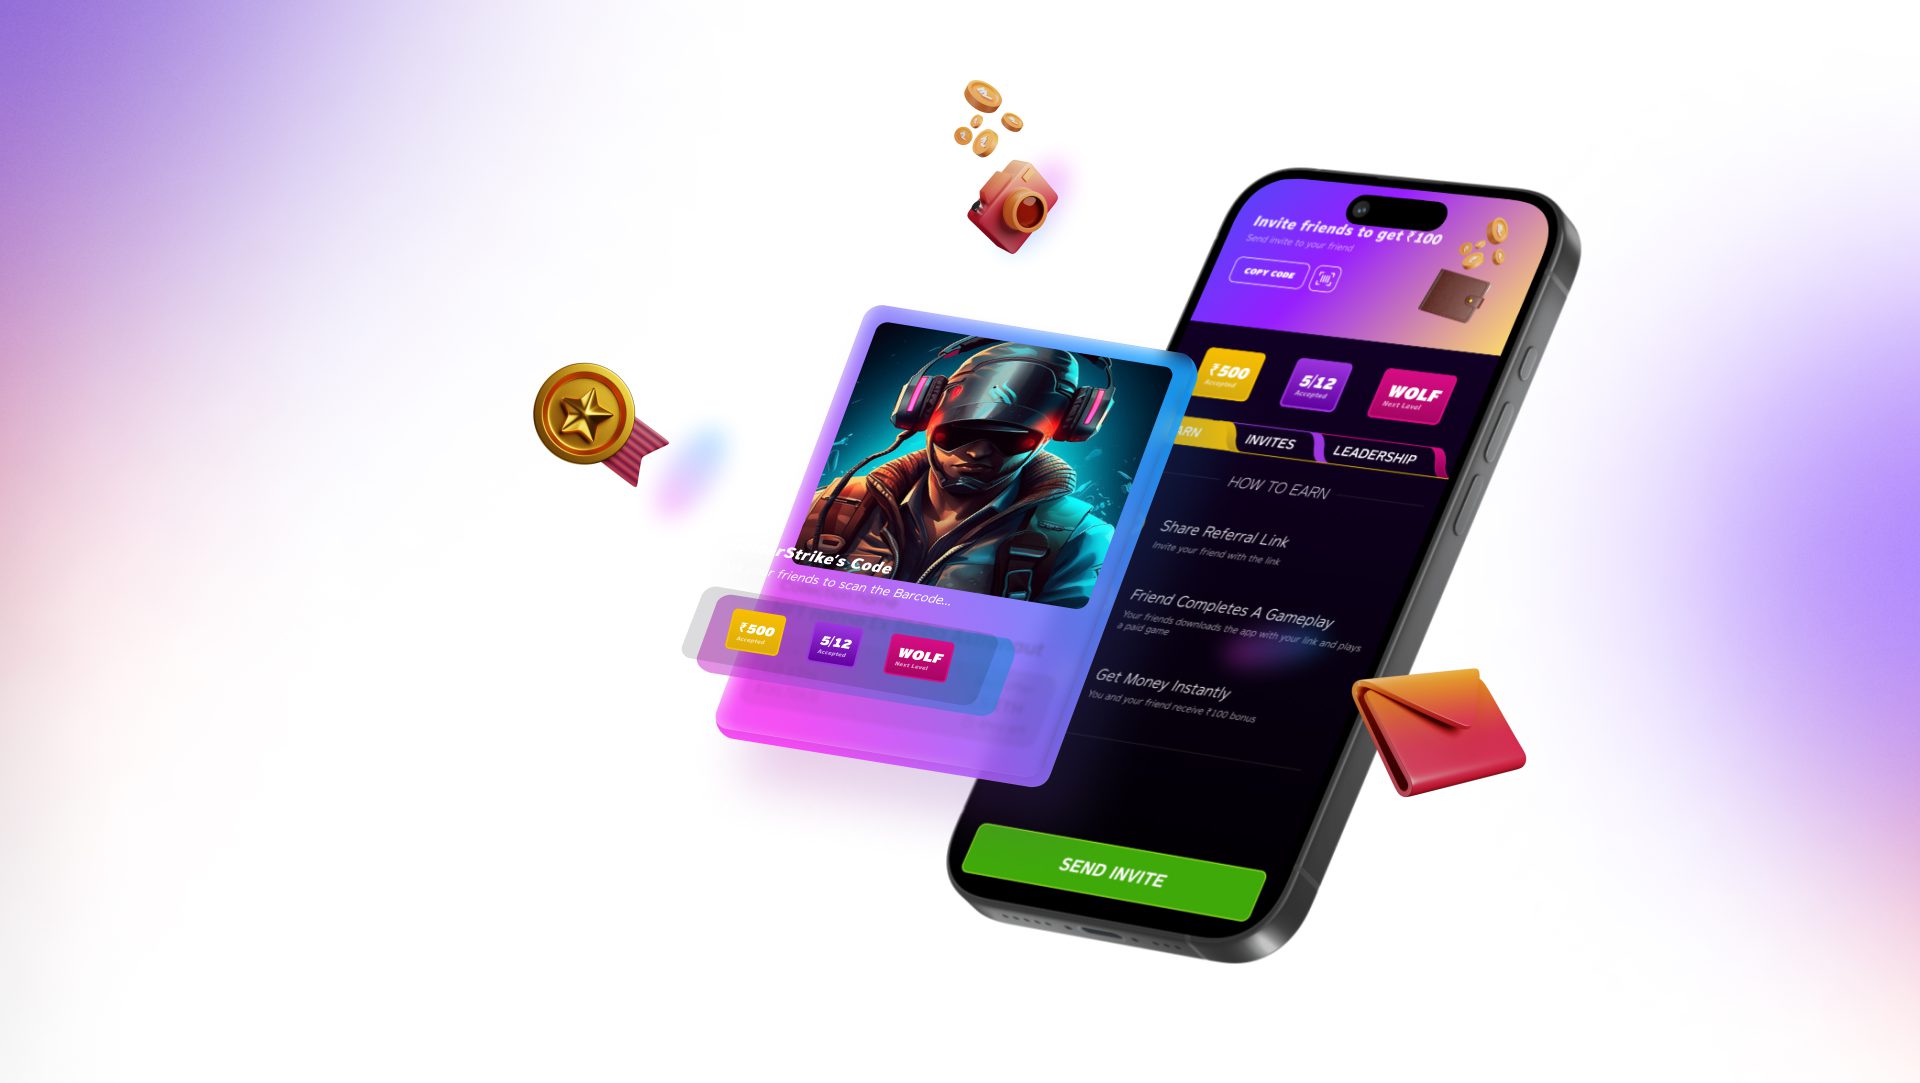 Invite friends to get ₹100
Send invite to your friend
COPY CODE
₹500
Accepted
5/12
Accepted
WOLF
Next Level
INVITES
LEADERSHIP
HOW TO EARN
Share Referral Link
Invite your friend with the link
Friend Completes A Gameplay
Your friends downloads the app with your link and plays
a paid game
Get Money Instantly
You and your friend receive ₹100 bonus
SEND INVITE
rStrike's Code
friends to scan the Barcode...
₹500
Accepted
5/12
Accepted
WOLF
Next Level